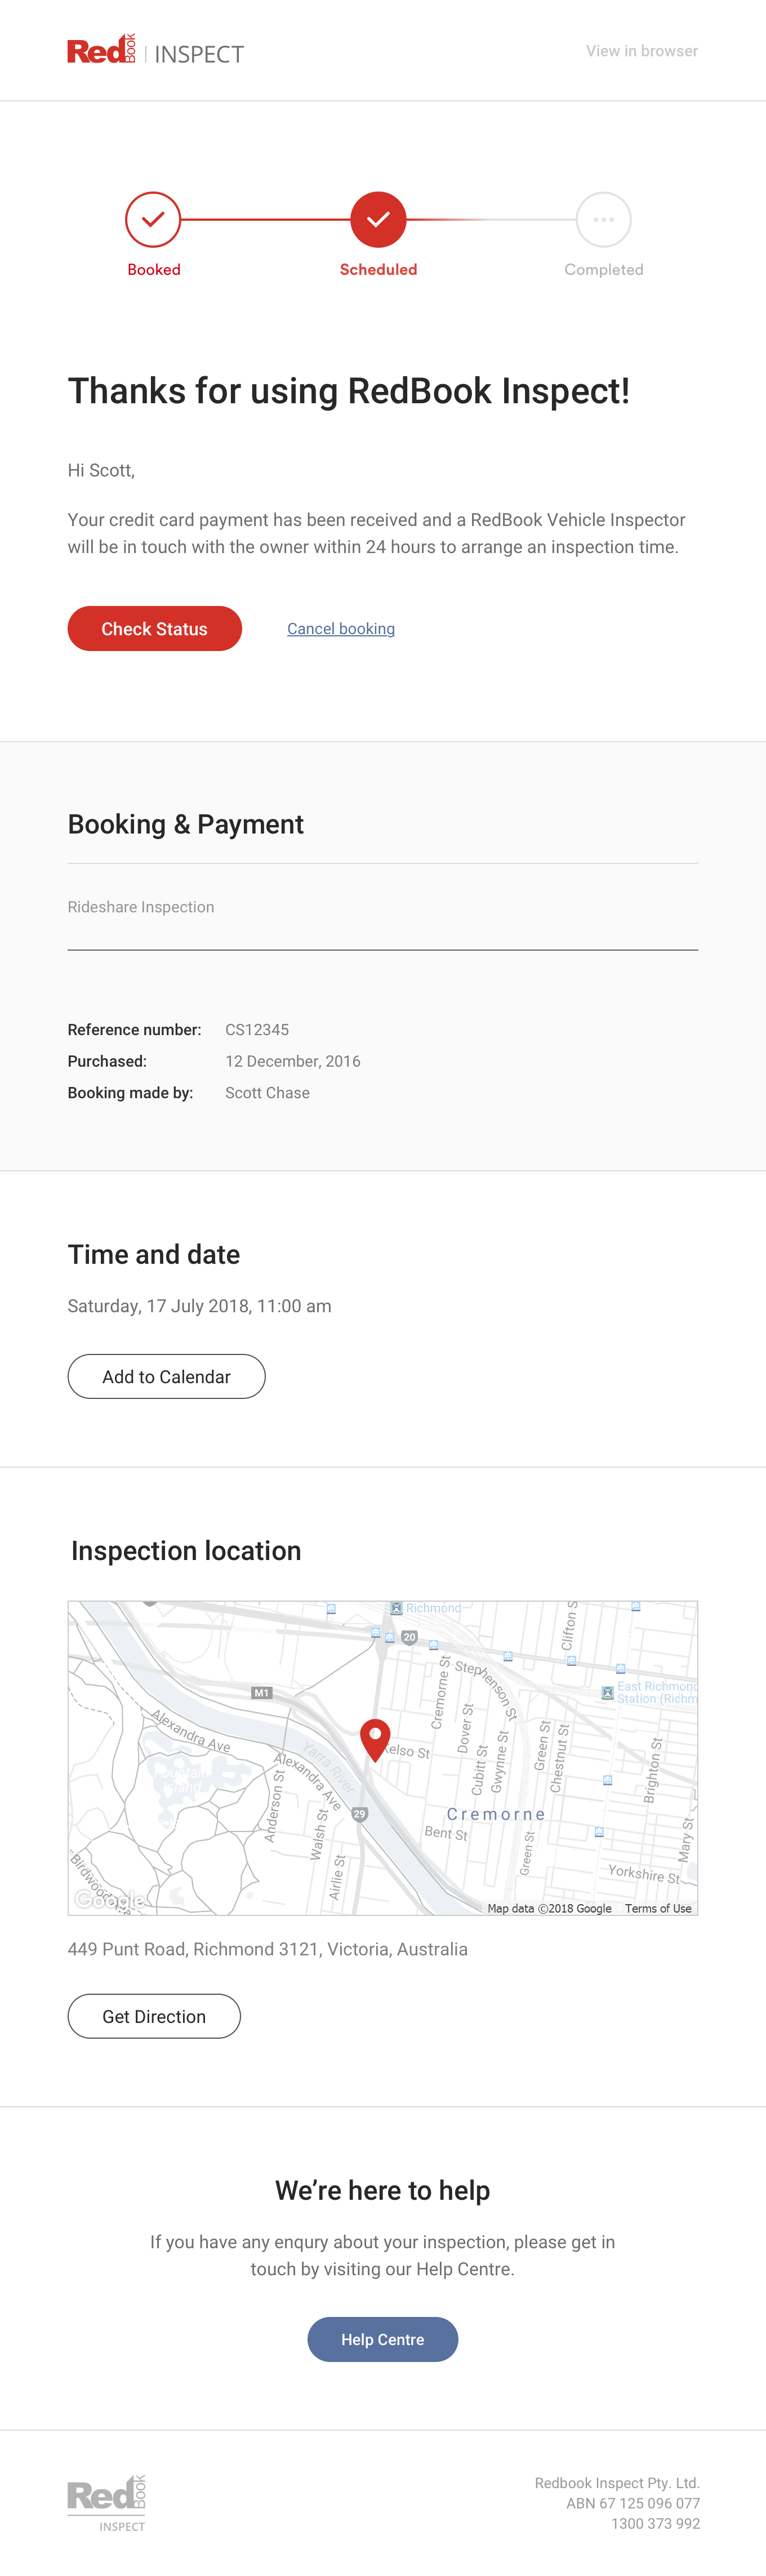 RedBook | INSPECT
View in browser
Booked
Scheduled
Completed
Thanks for using RedBook Inspect!
Hi Scott,
Your credit card payment has been received and a RedBook Vehicle Inspector
will be in touch with the owner within 24 hours to arrange an inspection time.
Check Status
Cancel booking
Booking & Payment
Rideshare Inspection
Reference number: CS12345
Purchased: 12 December, 2016
Booking made by: Scott Chase
Time and date
Saturday, 17 July 2018, 11:00 am
Add to Calendar
Inspection location
Richmond
20
Clifton S
Cremorne St
Stephenson St
East Richmond
Station (Richm
M1
Alexandra Ave
Dover St
Cubitt St
Gwynne St
Green St
Chestnut St
Brighton St
Kelso St
Yarra River
Alexandra Ave
Island
Anderson St
Walsh St
29
Cremorne
Bent St
Green St
Mary St
Airlie St
Yorkshire St
Birdwood
Google
Map data ©2018 Google
Terms of Use
449 Punt Road, Richmond 3121, Victoria, Australia
Get Direction
We're here to help
If you have any enqury about your inspection, please get in
touch by visiting our Help Centre.
Help Centre
RedBook
INSPECT
Redbook Inspect Pty. Ltd.
ABN 67 125 096 077
1300 373 992